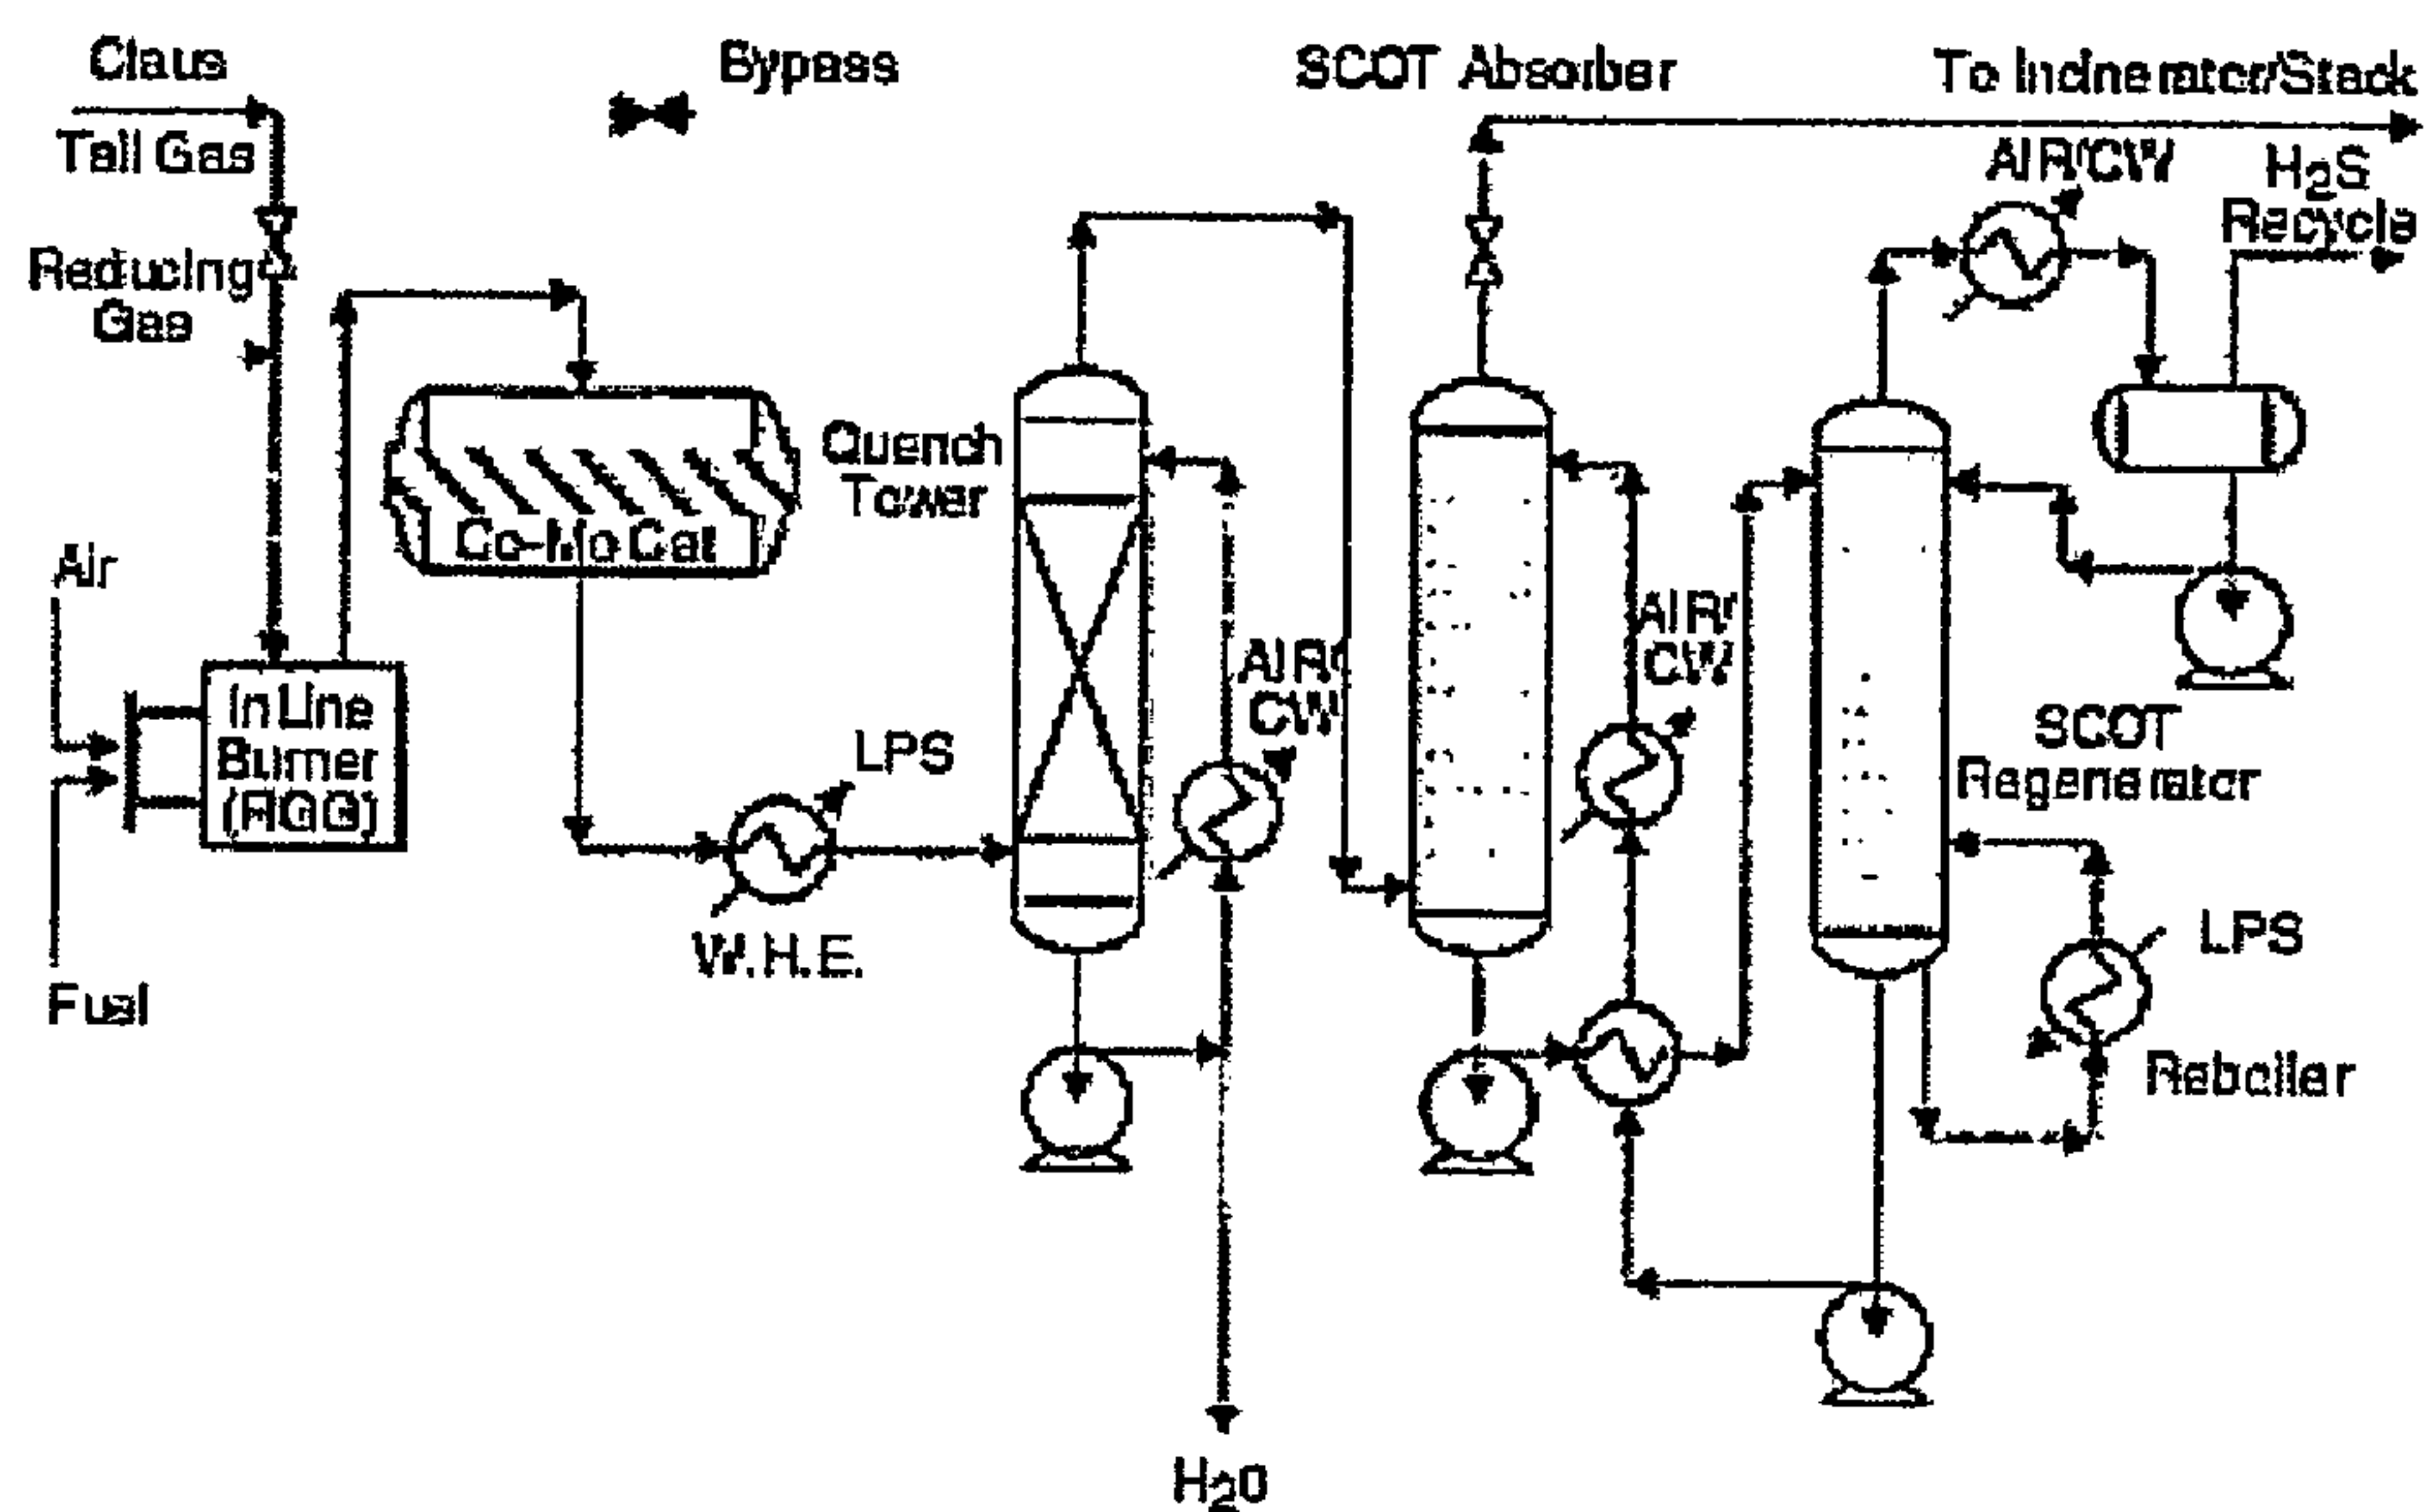 Claus
Tail Gas
Bypass
SCOT Absorber
To Incinerator/Stack
AIR/CW
H2S
Recycle
Reducing
Gas
Quench
Tower
Co-Mo Cat
Air
In Line
Burner
(RGG)
Fuel
LPS
W.H.E.
AIR/
CW
AIR/
CW
SCOT
Regenerator
LPS
Reboiler
H2O